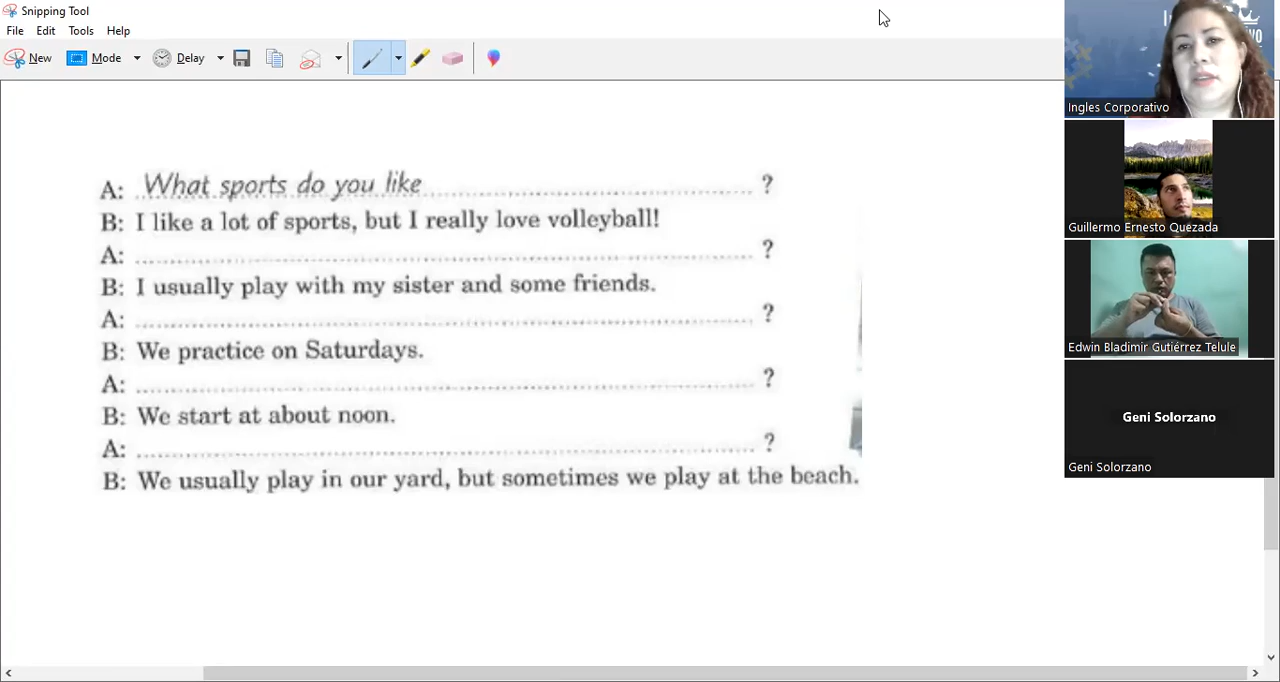 Snipping Tool
File Edit Tools Help
New Mode Delay
A: What sports do you like ?
B: I like a lot of sports, but I really love volleyball!
A: ?
B: I usually play with my sister and some friends.
A: ?
B: We practice on Saturdays.
A: ?
B: We start at about noon.
A: ?
B: We usually play in our yard, but sometimes we play at the beach.
Ingles Corporativo
Guillermo Ernesto Quezada
Edwin Bladimir Gutiérrez Telule
Geni Solorzano
Geni Solorzano